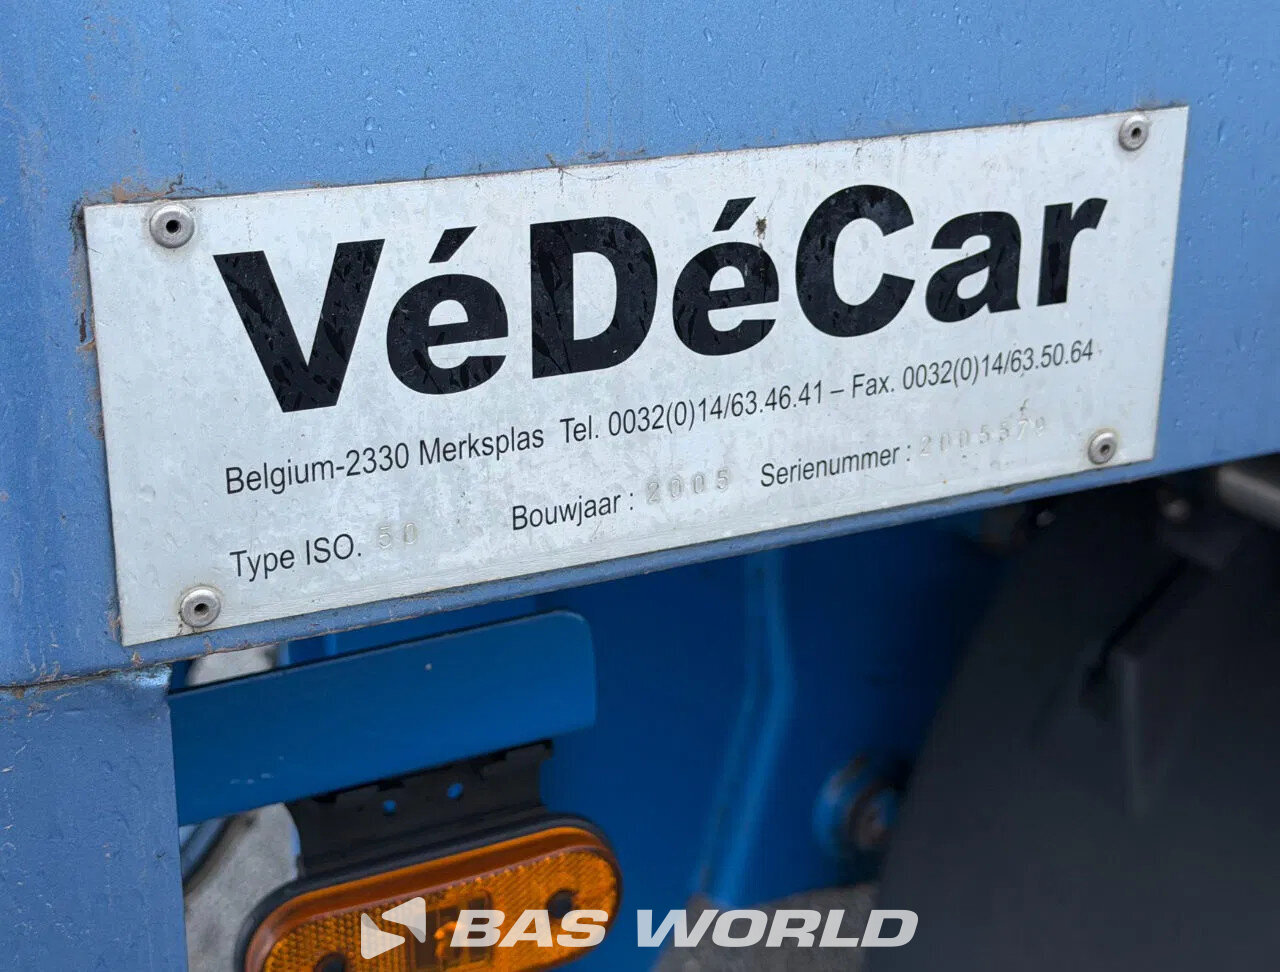 VéDéCar
Belgium-2330 Merksplas Tel. 0032(0)14/63.46.41 – Fax. 0032(0)14/63.50.64
Type ISO. 50 Bouwjaar : 2005 Serienummer :
BAS WORLD